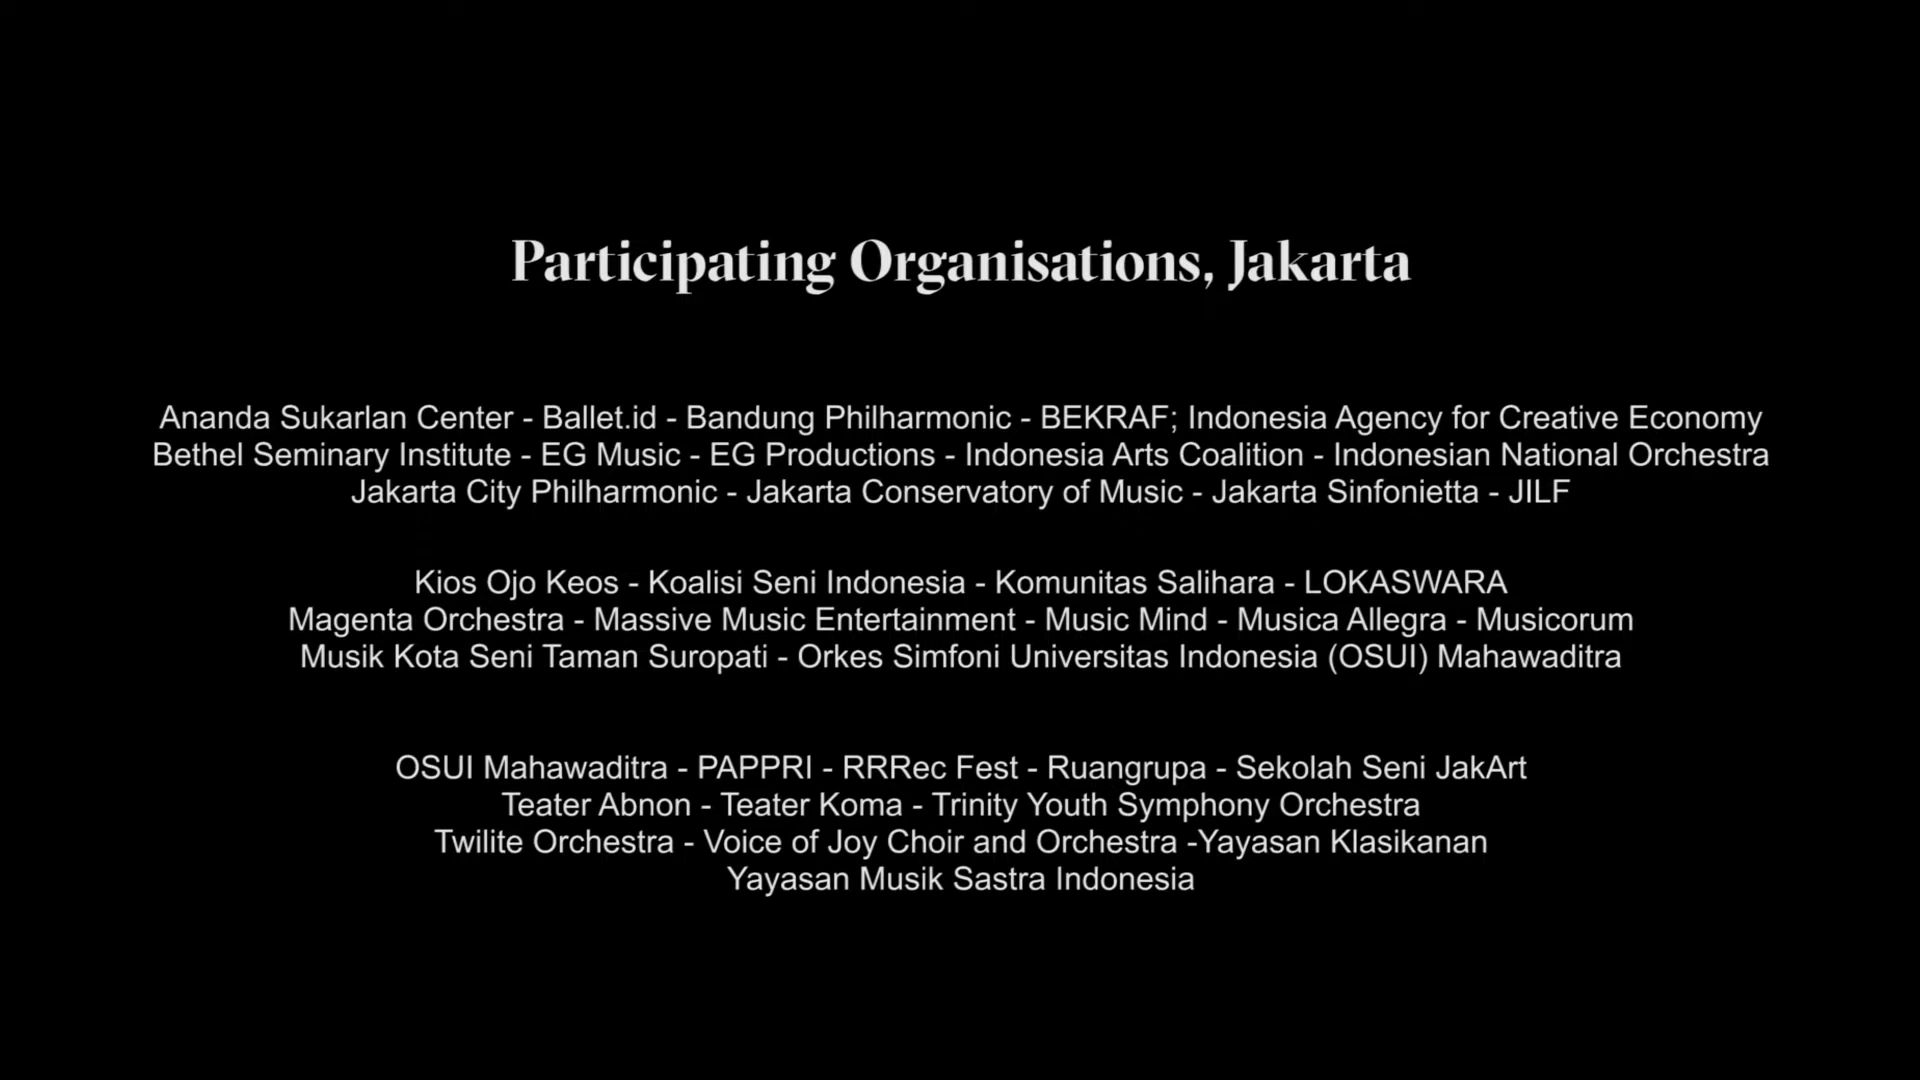 Participating Organisations, Jakarta
Ananda Sukarlan Center - Ballet.id - Bandung Philharmonic - BEKRAF; Indonesia Agency for Creative Economy
Bethel Seminary Institute - EG Music - EG Productions - Indonesia Arts Coalition - Indonesian National Orchestra
Jakarta City Philharmonic - Jakarta Conservatory of Music - Jakarta Sinfonietta - JILF
Kios Ojo Keos - Koalisi Seni Indonesia - Komunitas Salihara - LOKASWARA
Magenta Orchestra - Massive Music Entertainment - Music Mind - Musica Allegra - Musicorum
Musik Kota Seni Taman Suropati - Orkes Simfoni Universitas Indonesia (OSUI) Mahawaditra
OSUI Mahawaditra - PAPPRI - RRRec Fest - Ruangrupa - Sekolah Seni JakArt
Teater Abnon - Teater Koma - Trinity Youth Symphony Orchestra
Twilite Orchestra - Voice of Joy Choir and Orchestra -Yayasan Klasikanan
Yayasan Musik Sastra Indonesia